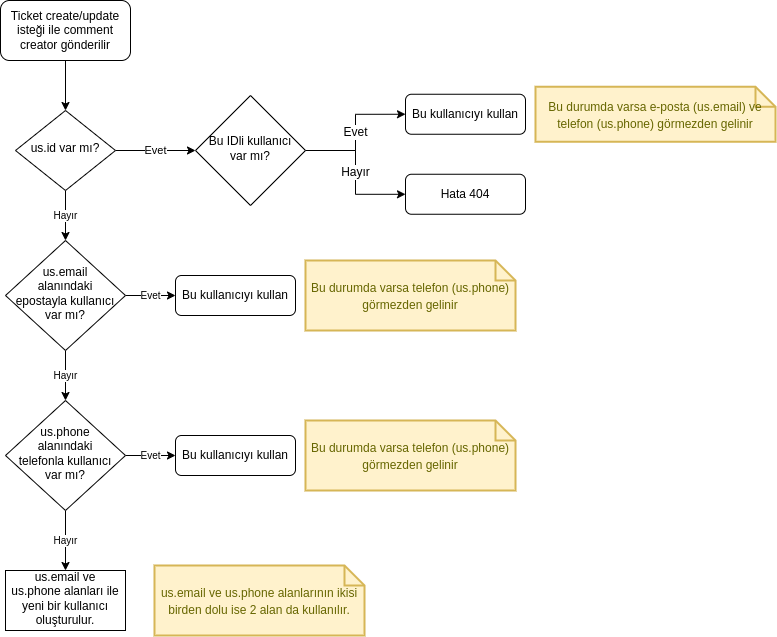 Ticket create/update
isteği ile comment
creator gönderilir
us.id var mı?
Evet
Bu IDli kullanıcı
var mı?
Evet
Bu kullanıcıyı kullan
Bu durumda varsa e-posta (us.email) ve
telefon (us.phone) görmezden gelinir
Hayır
Hata 404
Hayır
us.email
alanındaki
epostayla kullanıcı
var mı?
Evet
Bu kullanıcıyı kullan
Bu durumda varsa telefon (us.phone)
görmezden gelinir
Hayır
us.phone
alanındaki
telefonla kullanıcı
var mı?
Evet
Bu kullanıcıyı kullan
Bu durumda varsa telefon (us.phone)
görmezden gelinir
Hayır
us.email ve
us.phone alanları ile
yeni bir kullanıcı
oluşturulur.
us.email ve us.phone alanlarının ikisi
birden dolu ise 2 alan da kullanılır.